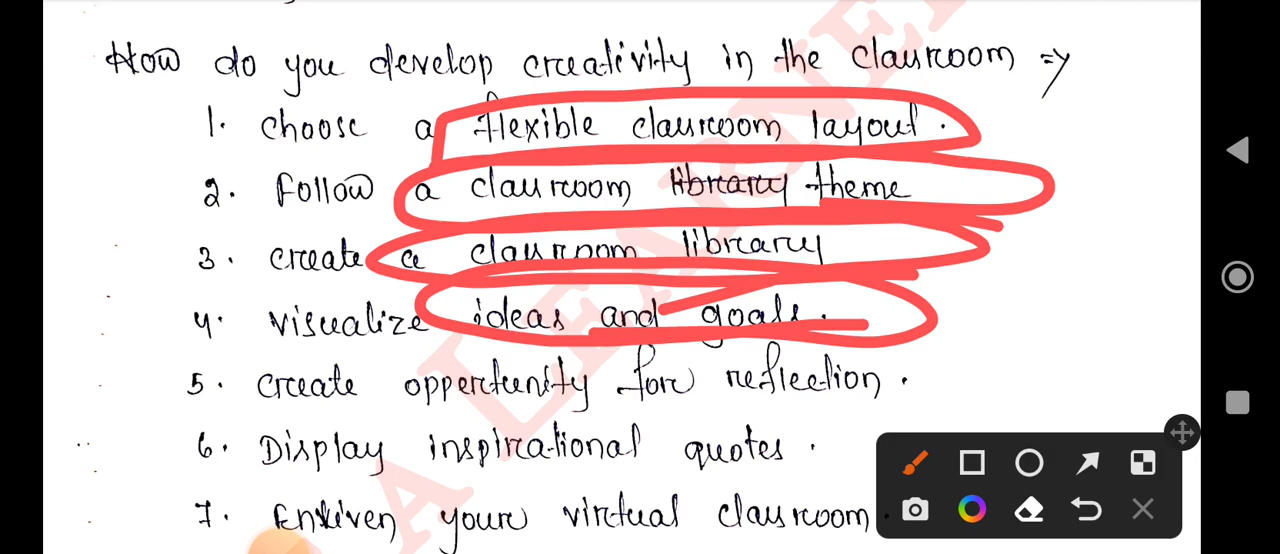 How do you develop creativity in the classroom =>
1. choose a flexible classroom layout.
2. Follow a classroom library theme
3. create a classroom library
4. visualize ideas and goals.
5. create oppertunity for reflection.
6. Display inspirational quotes.
7. Enliven your virtual classroom.
A LEARNER